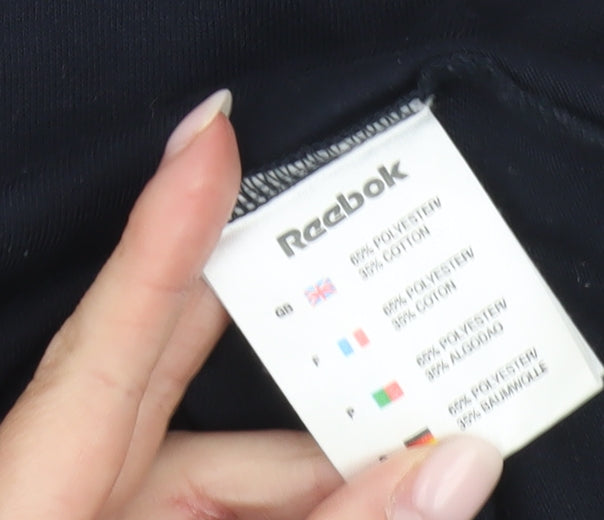 Reebok
GB 65% POLYESTER/
35% COTTON
F 65% POLYESTER/
35% COTON
P 65% POLYESTER/
35% ALGODÃO
65% POLYESTER/
35% BAUMWOLLE